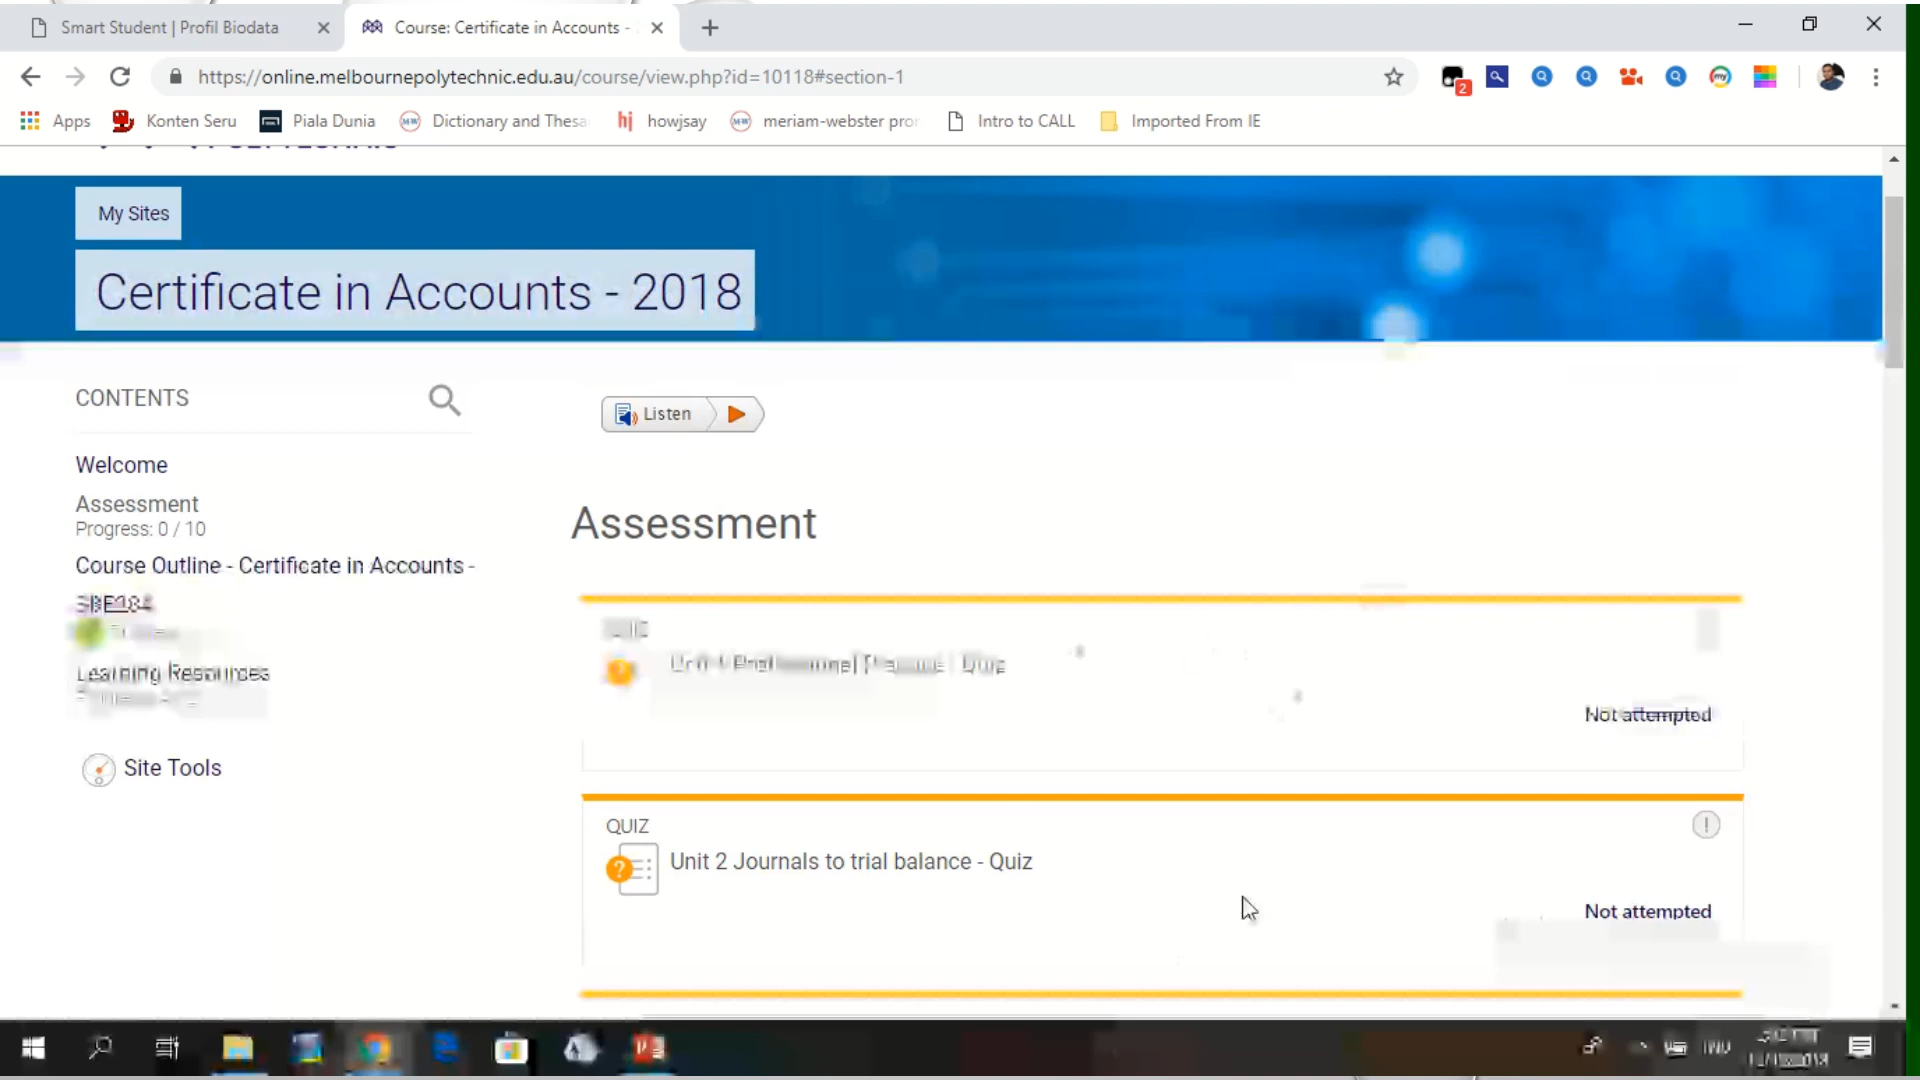 Smart Student | Profil Biodata
Course: Certificate in Accounts -
https://online.melbournepolytechnic.edu.au/course/view.php?id=10118#section-1
2
Apps
Konten Seru
Piala Dunia
Dictionary and Thesa
howjsay
meriam-webster pro
Intro to CALL
Imported From IE
My Sites
Certificate in Accounts - 2018
CONTENTS
Listen
Welcome
Assessment
Progress: 0 / 10
Assessment
Course Outline - Certificate in Accounts -
Learning Resources
Not attempted
Site Tools
QUIZ
Unit 2 Journals to trial balance - Quiz
Not attempted